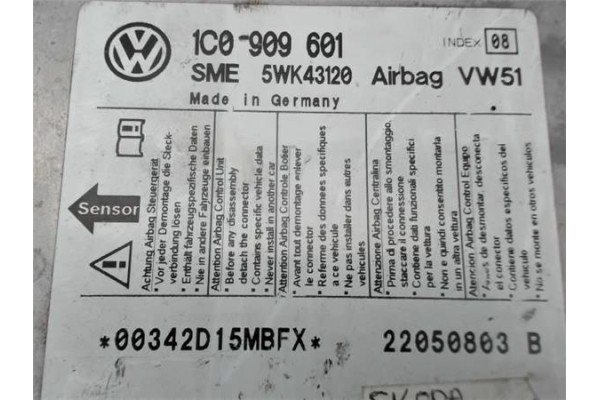 VW
1C0 909 601
INDEX 08
SME 5WK43120 Airbag VW51
Made in Germany
Sensor
Achtung Airbag Steuergerät
• Vor jeder Demontage die Steck-
verbindung lösen
• Enthält fahrzeugspezifische Daten
Nie in andere Fahrzeuge einbauen
Attention Airbag Control Unit
• Before any disassembly
detach the connector
• Contains specific vehicle data
• Never install in another car
Attention Airbag Controle Boîtier
• Avant tout demontage enlever
le connector
• Referme des donnees specifiques
a ce vehicule
• Ne pas installer dans autres
vehicules
Attenzione Airbag Centralina
• Prima di procedere allo smontaggio,
staccare il connessione
• Contiene dati funzionali specifici
per la vettura
• Non e quindi consentito montarla
in un altra vettura
Atencion Airbag Control Equipo
de desmontar, desconecta
el conector
• Contiene datos especificos del
vehiculo
• No se monte en otros vehiculos
*00342D15MBFX*
22050803 B
SKODA